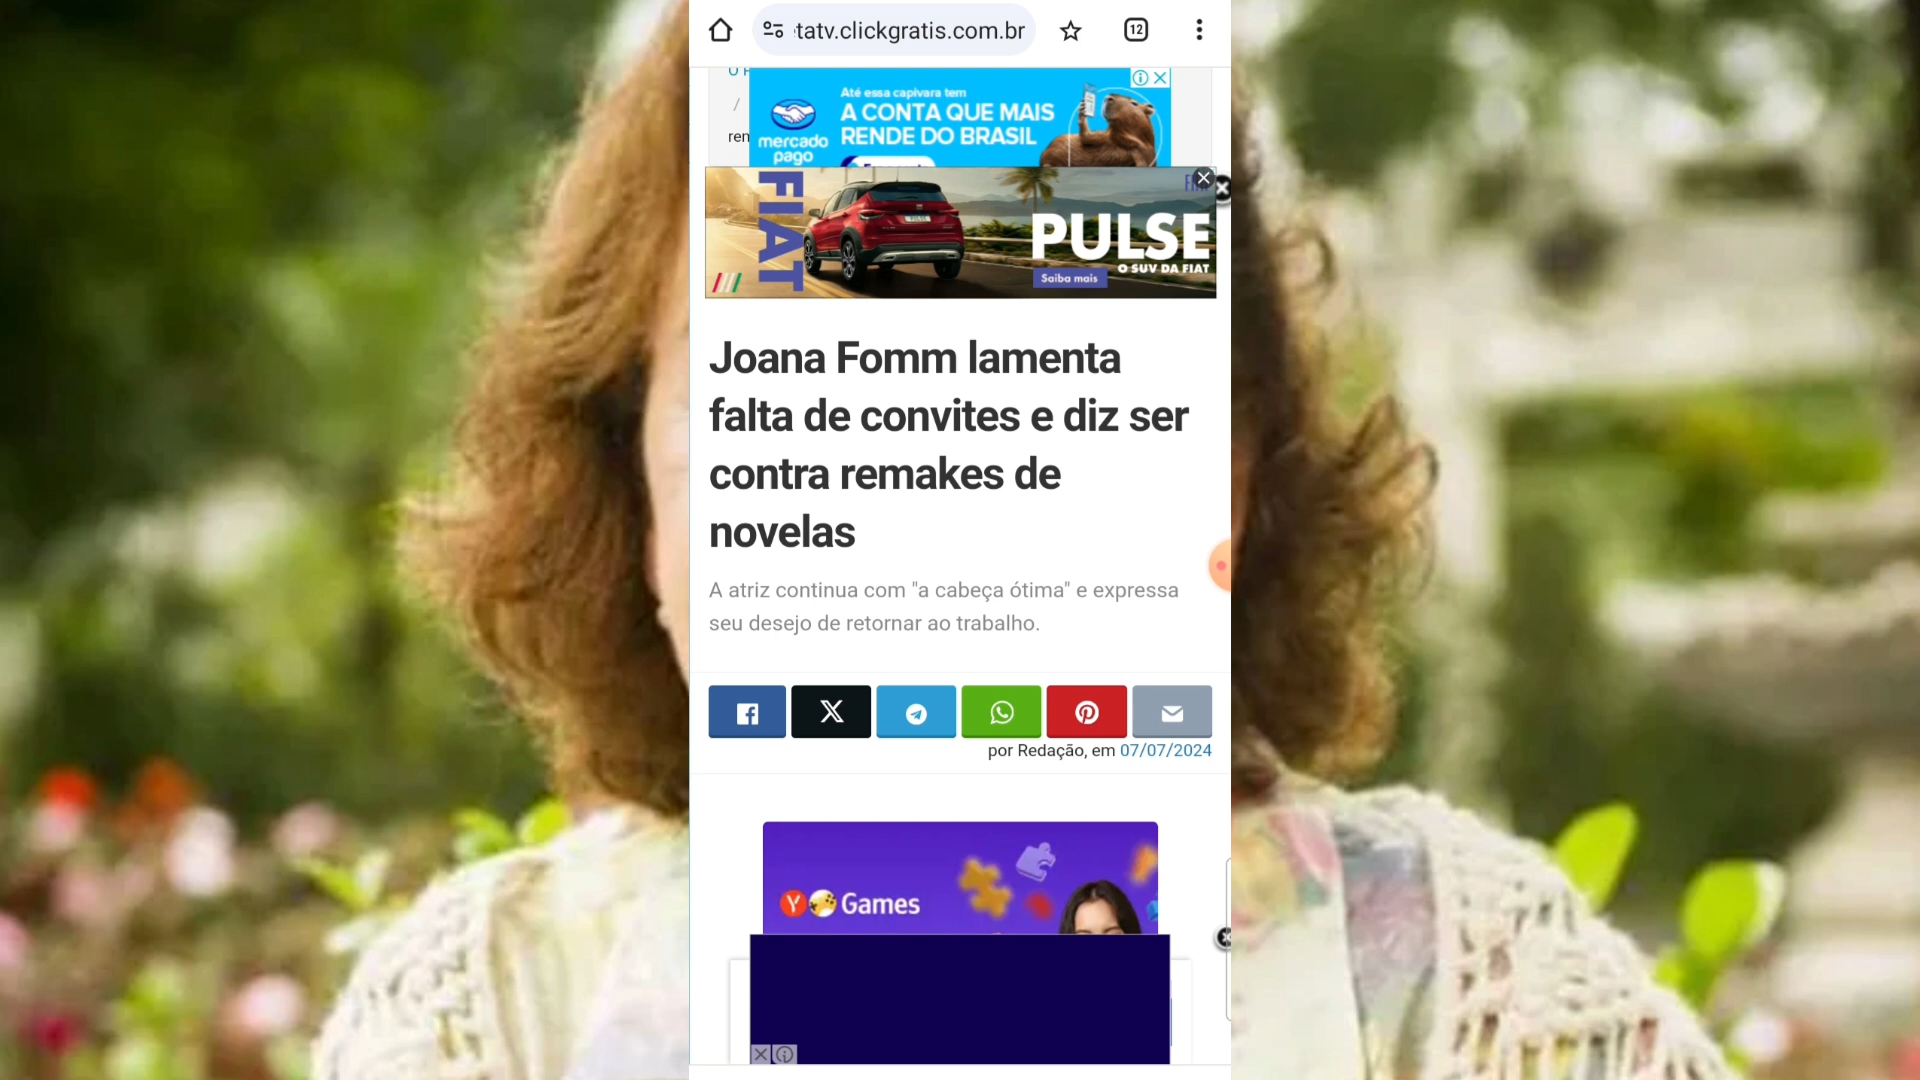 tatv.clickgratis.com.br
12
Até essa capivara tem
A CONTA QUE MAIS
RENDE DO BRASIL
mercado
pago
/
ren
FIAT
PULSE
O SUV DA FIAT
Saiba mais
Joana Fomm lamenta
falta de convites e diz ser
contra remakes de
novelas
A atriz continua com "a cabeça ótima" e expressa
seu desejo de retornar ao trabalho.
por Redação, em 07/07/2024
Y Games